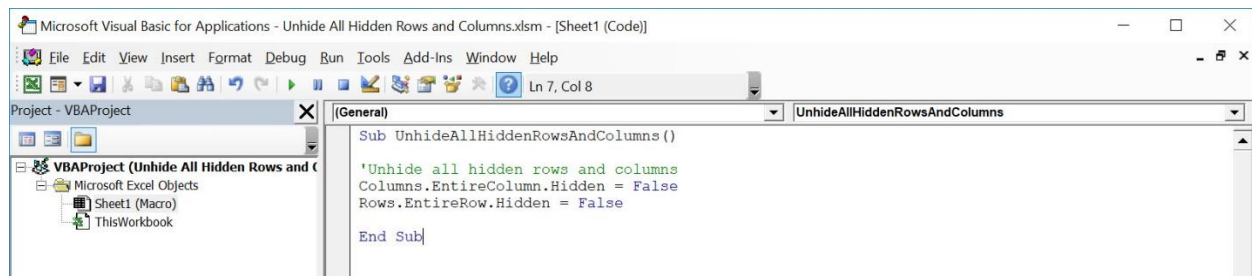 Microsoft Visual Basic for Applications - Unhide All Hidden Rows and Columns.xlsm - [Sheet1 (Code)]
File Edit View Insert Format Debug Run Tools Add-Ins Window Help
Ln 7, Col 8
Project - VBAProject
(General)
UnhideAllHiddenRowsAndColumns
VBAProject (Unhide All Hidden Rows and C
Microsoft Excel Objects
Sheet1 (Macro)
ThisWorkbook
Sub UnhideAllHiddenRowsAndColumns()
'Unhide all hidden rows and columns
Columns.EntireColumn.Hidden = False
Rows.EntireRow.Hidden = False
End Sub